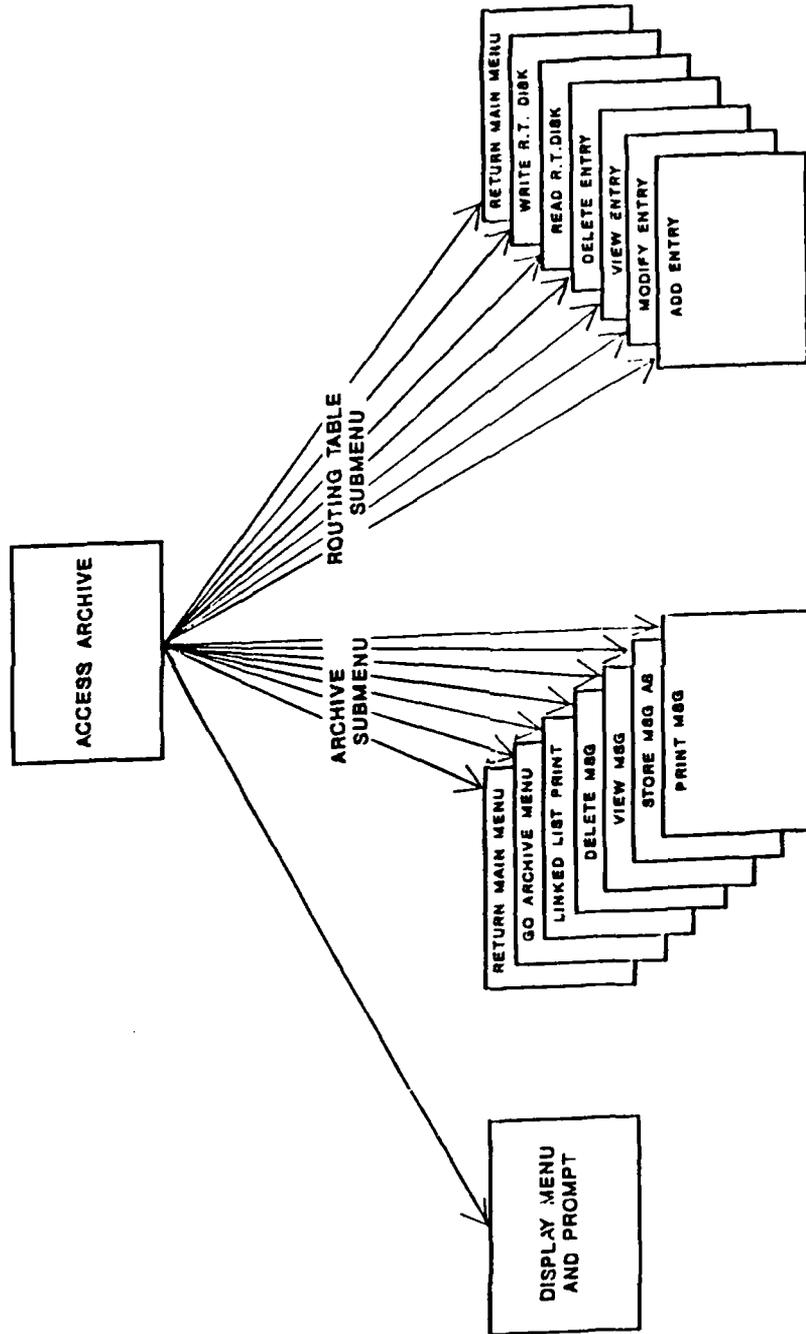 ACCESS ARCHIVE
ARCHIVE
SUBMENU
ROUTING TABLE
SUBMENU
DISPLAY MENU
AND PROMPT
RETURN MAIN MENU
GO ARCHIVE MENU
LINKED LIST PRINT
DELETE MSG
VIEW MSG
STORE MSG AS
PRINT MSG
RETURN MAIN MENU
WRITE R.T. DISK
READ R.T.DISK
DELETE ENTRY
VIEW ENTRY
MODIFY ENTRY
ADD ENTRY